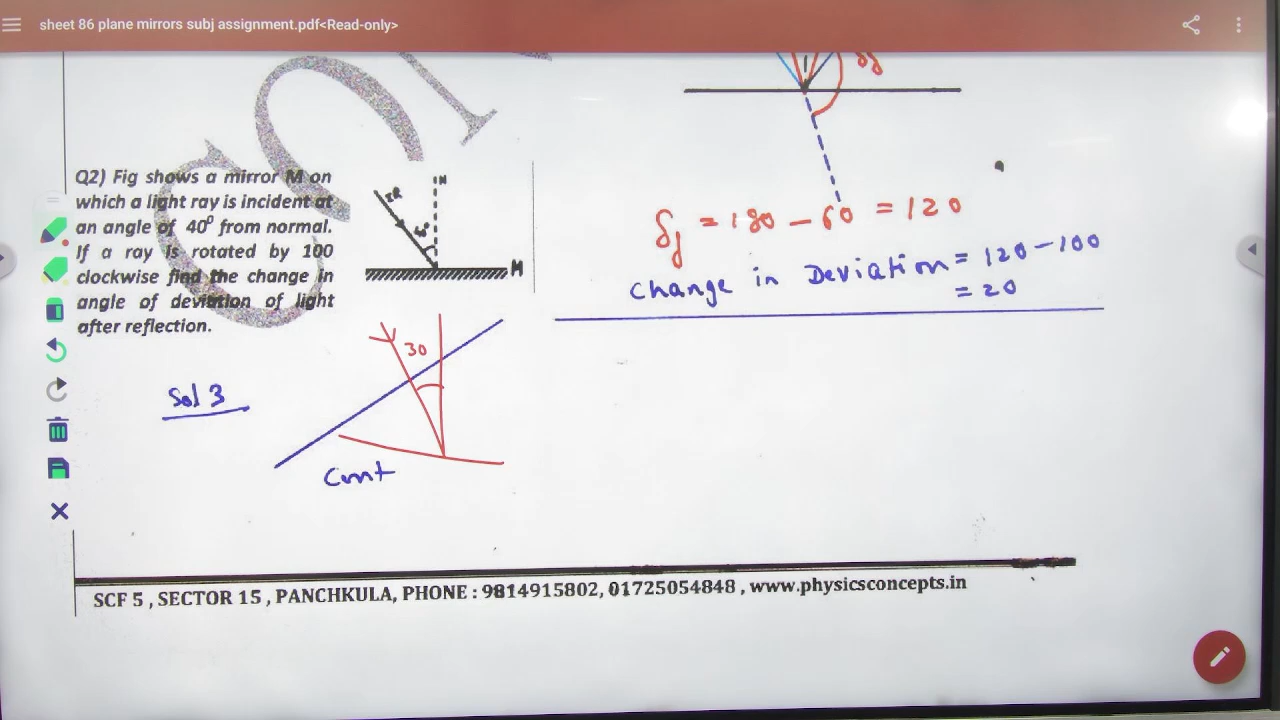 sheet 86 plane mirrors subj assignment.pdf<Read-only>
Q2) Fig shows a mirror M on
which a light ray is incident at
an angle of 40⁰ from normal.
If a ray is rotated by 100
clockwise find the change in
angle of deviation of light
after reflection.
IR
N
M
δf = 180 - 60 = 120
Change in Deviation = 120-100
= 20
Sol 3
30
Cont
SCF 5 , SECTOR 15 , PANCHKULA, PHONE : 9814915802, 01725054848 , www.physicsconcepts.in